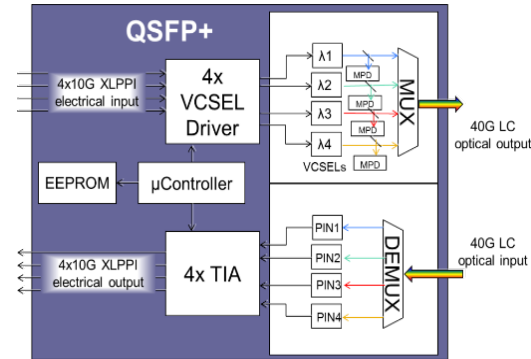 QSFP+
4x10G XLPPI
electrical input
4x
VCSEL
Driver
λ1
λ2
λ3
λ4
MPD
MPD
MPD
MPD
VCSELs
MUX
40G LC
optical output
EEPROM
µController
4x10G XLPPI
electrical output
4x TIA
PIN1
PIN2
PIN3
PIN4
DEMUX
40G LC
optical input